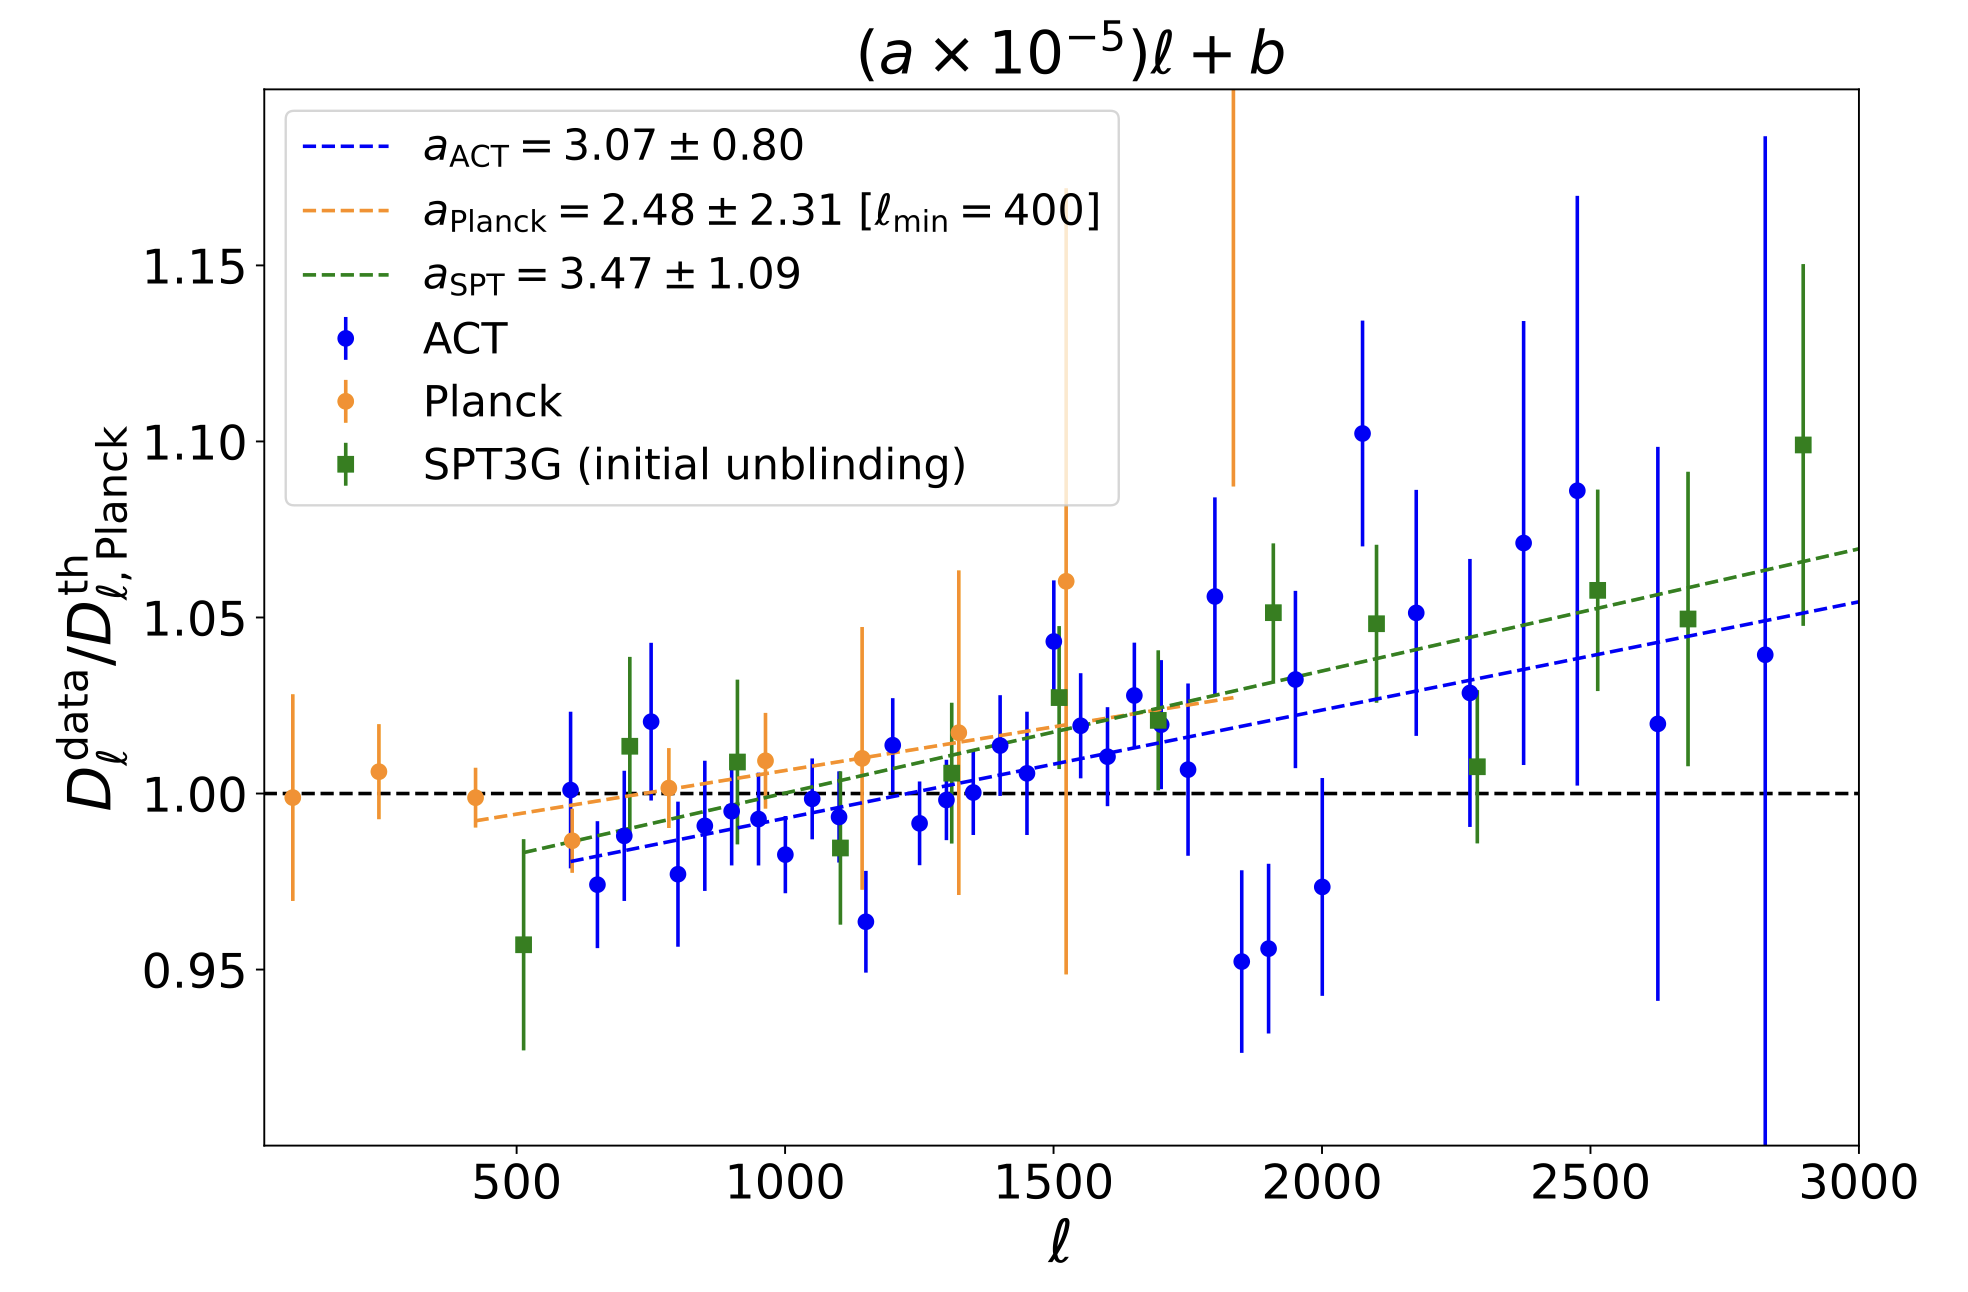 (a × 10⁻⁵)ℓ + b
a_ACT = 3.07 ± 0.80
a_Planck = 2.48 ± 2.31 [ℓ_min = 400]
a_SPT = 3.47 ± 1.09
ACT
Planck
SPT3G (initial unblinding)
D_ℓ^data/D_ℓ,Planck^th
1.15
1.10
1.05
1.00
0.95
500 1000 1500 2000 2500 3000
ℓ